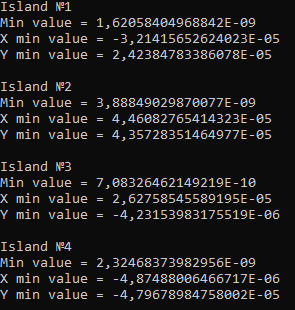 Island №1
Min value = 1,62058404968842E-09
X min value = -3,21415652624023E-05
Y min value = 2,42384783386078E-05
Island №2
Min value = 3,88849029870077E-09
X min value = 4,46082765414323E-05
Y min value = 4,35728351464977E-05
Island №3
Min value = 7,08326462149219E-10
X min value = 2,62758545589195E-05
Y min value = -4,23153983175519E-06
Island №4
Min value = 2,32468373982956E-09
X min value = -4,87488006466717E-06
Y min value = -4,79678984758002E-05